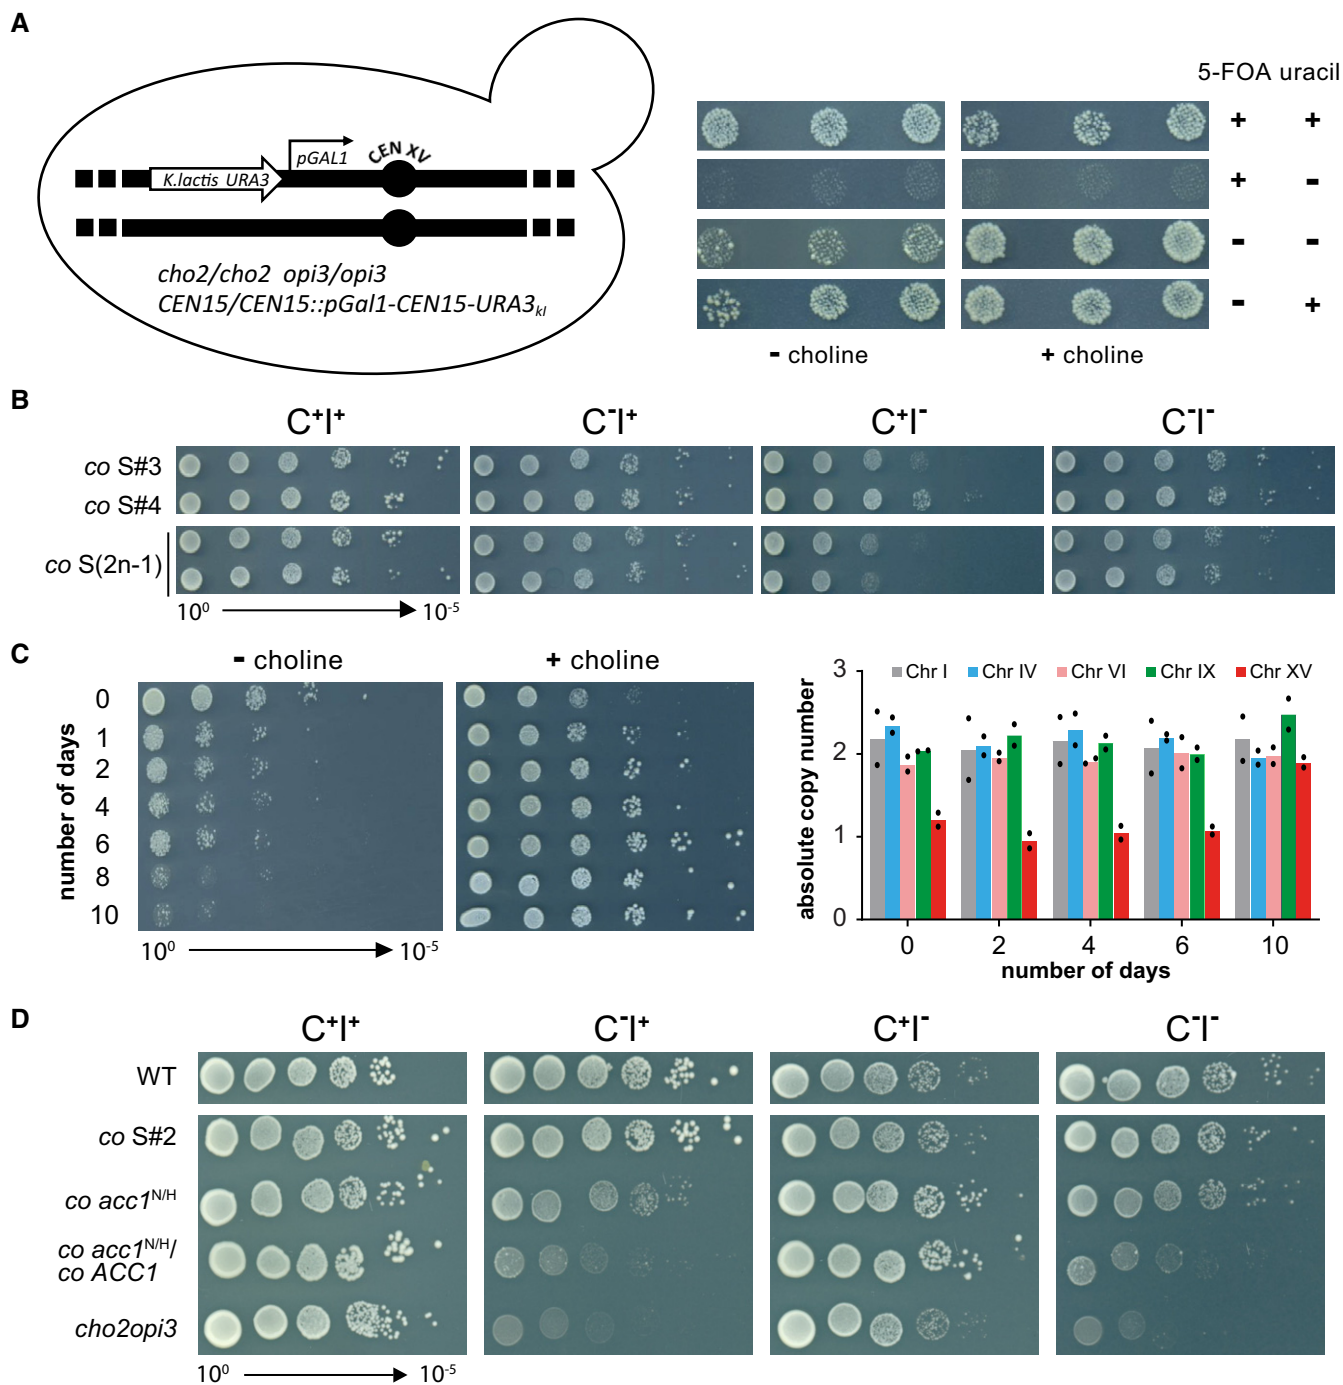 A
K.lactis URA3
pGAL1
CEN XV
cho2/cho2 opi3/opi3
CEN15/CEN15::pGal1-CEN15-URA3kl
5-FOA uracil
+ +
+ -
- -
- +
- choline
+ choline
B
C+I+
C-I+
C+I-
C-I-
co S#3
co S#4
co S(2n-1)
10⁰
10⁻⁵
C
- choline
+ choline
number of days
0
1
2
4
6
8
10
10⁰
10⁻⁵
Chr I
Chr IV
Chr VI
Chr IX
Chr XV
absolute copy number
3
2
1
0
0 2 4 6 10
number of days
D
C+I+
C-I+
C+I-
C-I-
WT
co S#2
co acc1N/H
co acc1N/H/
co ACC1
cho2opi3
10⁰
10⁻⁵